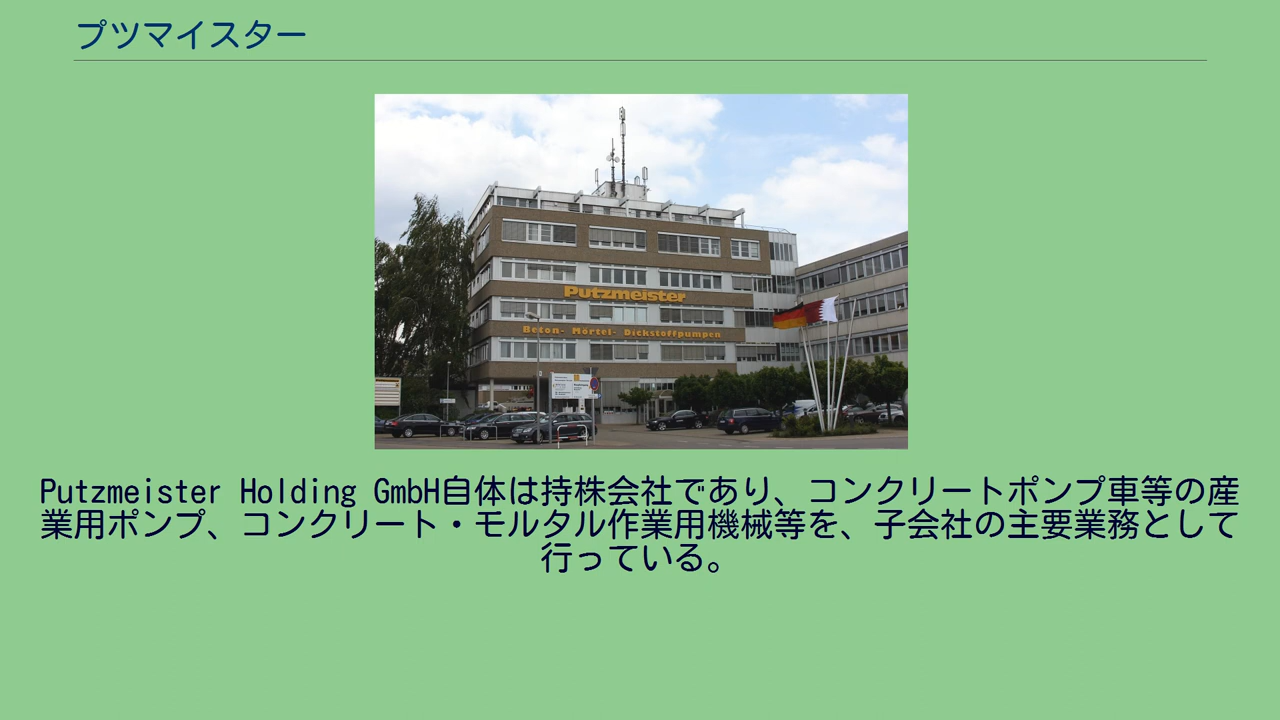 プツマイスター
Putzmeister
Beton- Mörtel- Dickstoffpumpen
Putzmeister Holding GmbH自体は持株会社であり、コンクリートポンプ車等の産
業用ポンプ、コンクリート・モルタル作業用機械等を、子会社の主要業務として
行っている。